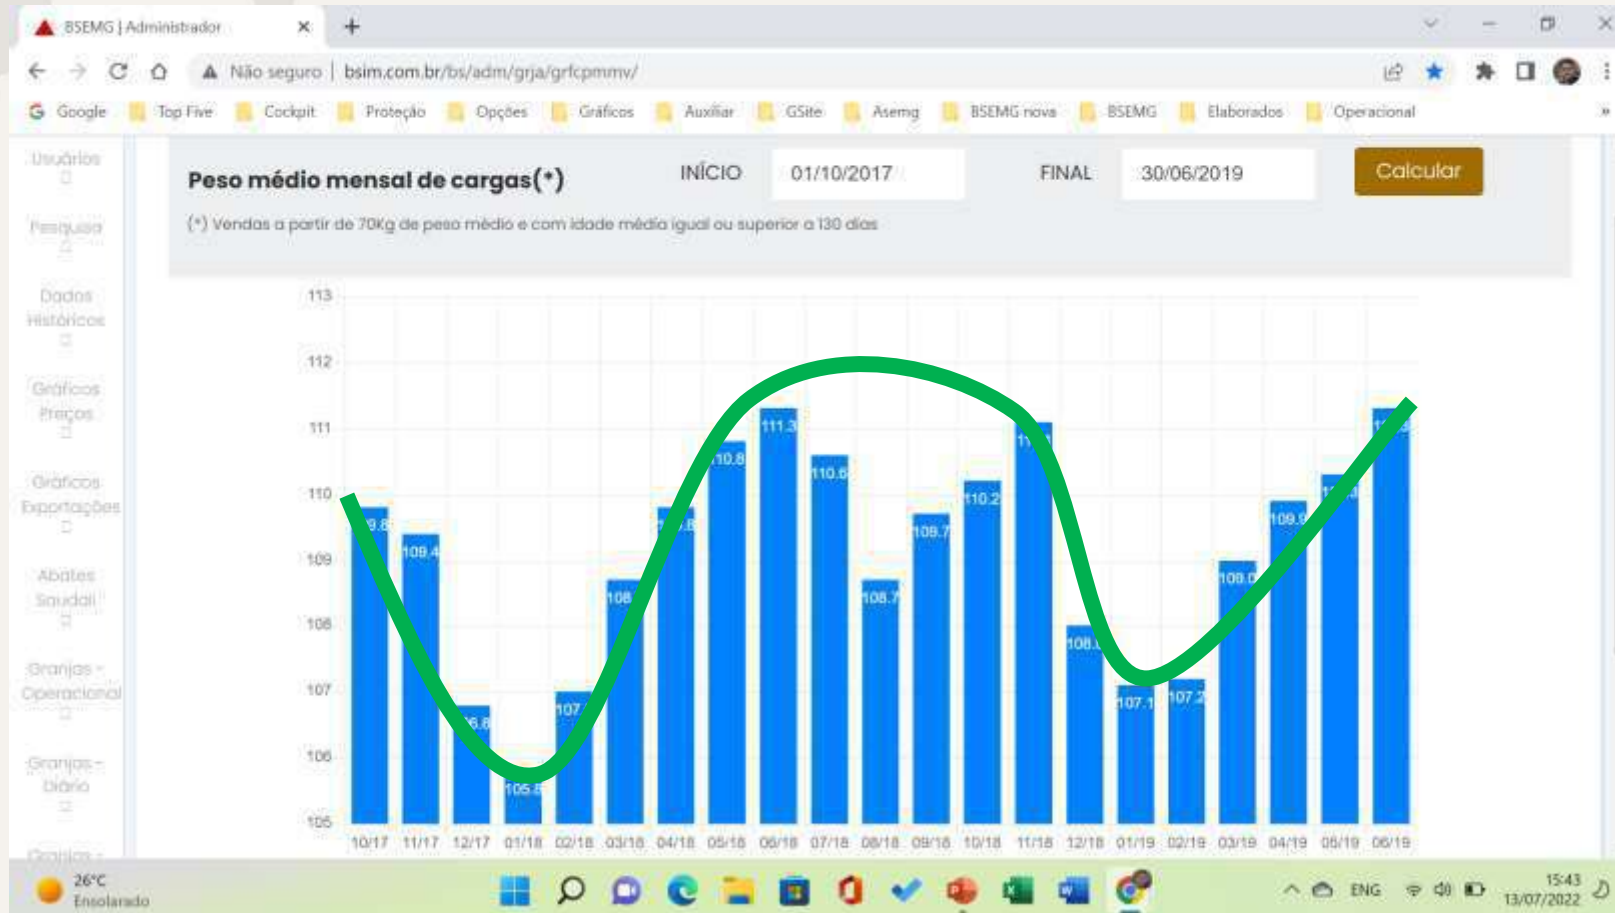 BSEMG | Administrador
Não seguro | bsim.com.br/bs/adm/grja/grfcpmmv/
Google Top Five Cockpit Proteção Opções Gráficos Auxiliar GSite Asemg BSEMG nova BSEMG Elaborados Operacional »
Usuários
Pesquisa
Dados
Históricos
Gráficos
Preços
Gráficos
Exportações
Abates
Saudali
Granjas -
Operacional
Granjas -
Diário
Granjas -
Peso médio mensal de cargas(*) INÍCIO 01/10/2017 FINAL 30/06/2019 Calcular
(*) Vendas a partir de 70Kg de peso médio e com idade média igual ou superior a 130 dias
113
112
111
110
109
108
107
106
105
109.4
105.8
110.8
111.3
110.6
108.7
109.7
110.2
108.0
107.1
107.2
109.0
109.9
10/17 11/17 12/17 01/18 02/18 03/18 04/18 05/18 06/18 07/18 08/18 09/18 10/18 11/18 12/18 01/19 02/19 03/19 04/19 05/19 06/19
26°C
Ensolarado
ENG
15:43
13/07/2022